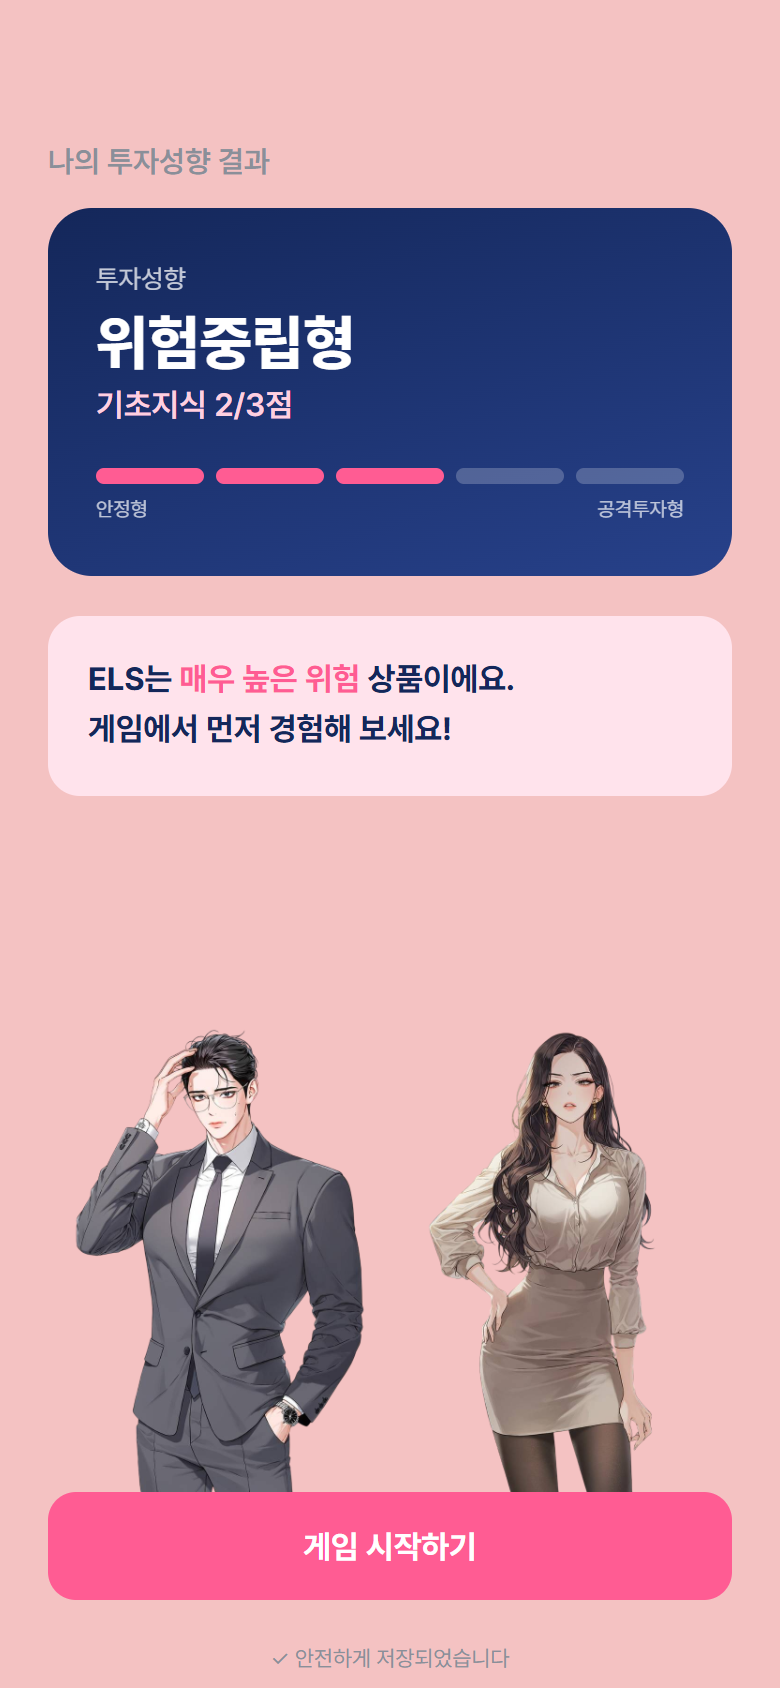 나의 투자성향 결과
투자성향
위험중립형
기초지식 2/3점
안정형
공격투자형
ELS는 매우 높은 위험 상품이에요.
게임에서 먼저 경험해 보세요!
게임 시작하기
✓ 안전하게 저장되었습니다